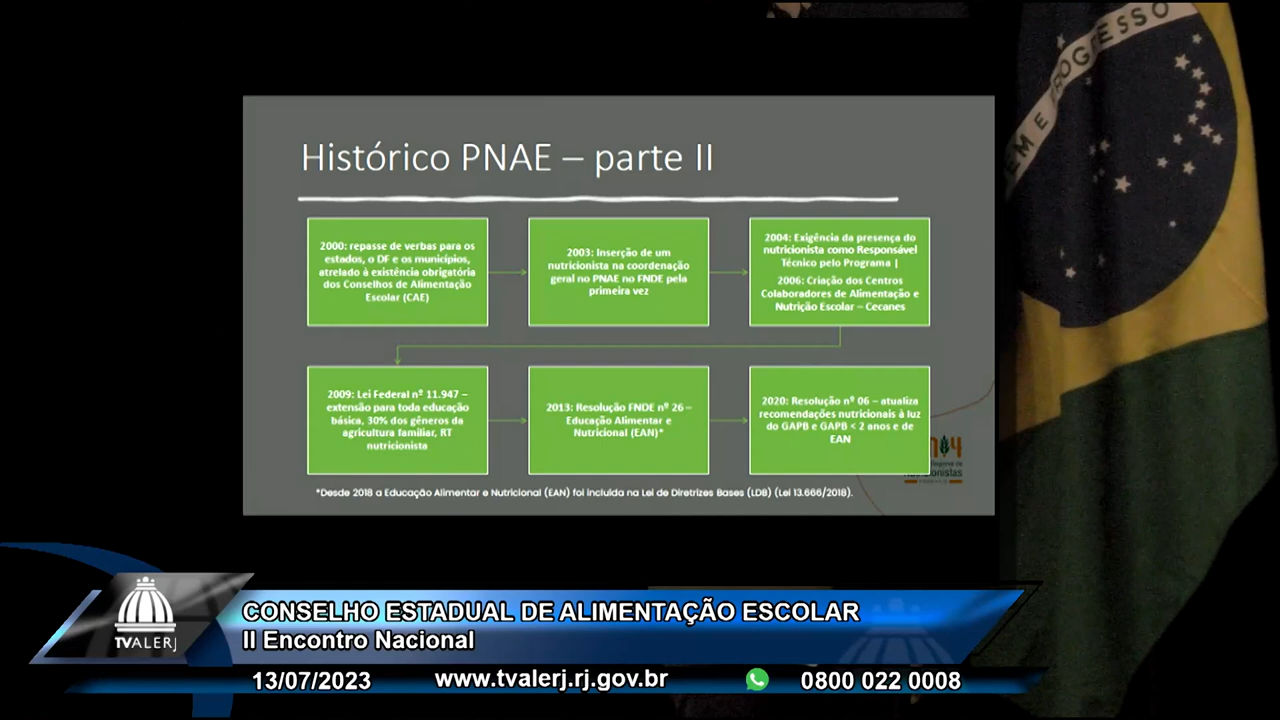 Histórico PNAE – parte II
2000: repasse de verbas para os
estados, o DF e os municípios,
atrelado à existência obrigatória
dos Conselhos de Alimentação
Escolar (CAE)
2003: Inserção de um
nutricionista na coordenação
geral no PNAE no FNDE pela
primeira vez
2004: Exigência da presença do
nutricionista como Responsável
Técnico pelo Programa |
2006: Criação dos Centros
Colaboradores de Alimentação e
Nutrição Escolar – Cecanes
2009: Lei Federal nº 11.947 –
extensão para toda educação
básica, 30% dos gêneros da
agricultura familiar, RT
nutricionista
2013: Resolução FNDE nº 26 –
Educação Alimentar e
Nutricional (EAN)*
2020: Resolução nº 06 – atualiza
recomendações nutricionais à luz
do GAPB e GAPB < 2 anos e de
EAN
*Desde 2018 a Educação Alimentar e Nutricional (EAN) foi incluída na Lei de Diretrizes Bases (LDB) (Lei 13.666/2018).
EM E PROGRESSO
TVALERJ
CONSELHO ESTADUAL DE ALIMENTAÇÃO ESCOLAR
II Encontro Nacional
13/07/2023 www.tvalerj.rj.gov.br 0800 022 0008